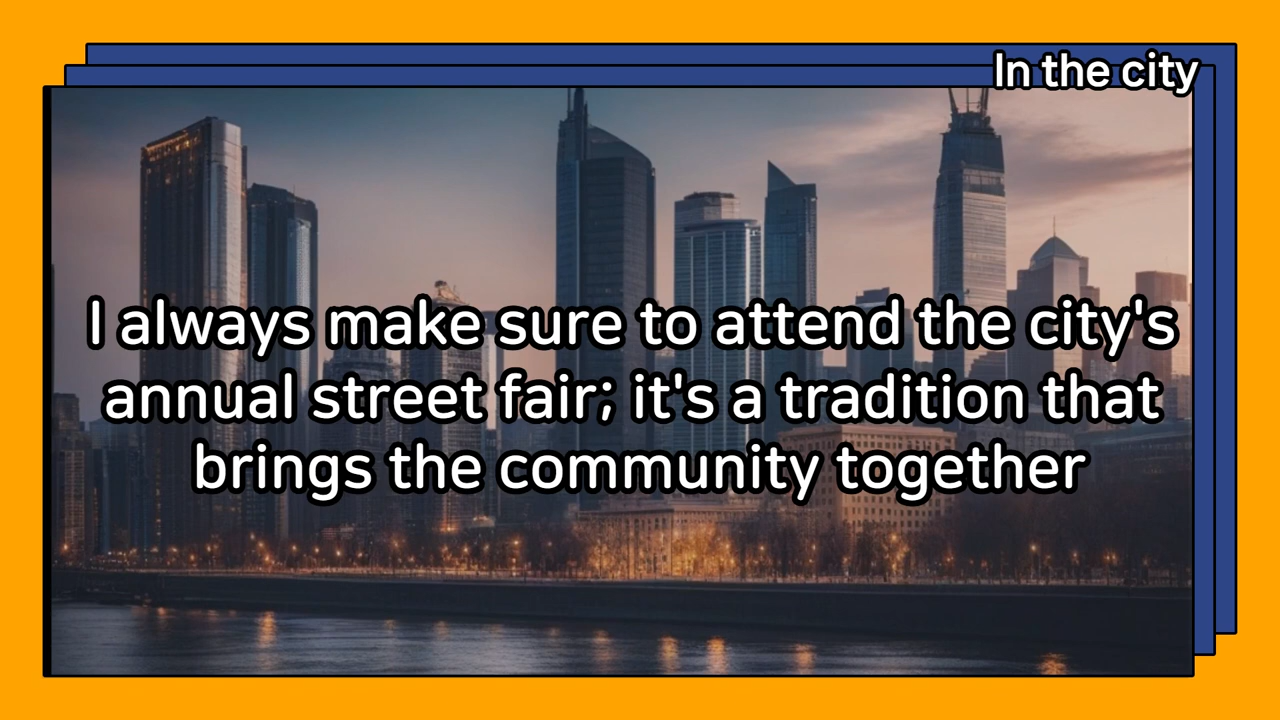 In the city
I always make sure to attend the city's
annual street fair; it's a tradition that
brings the community together